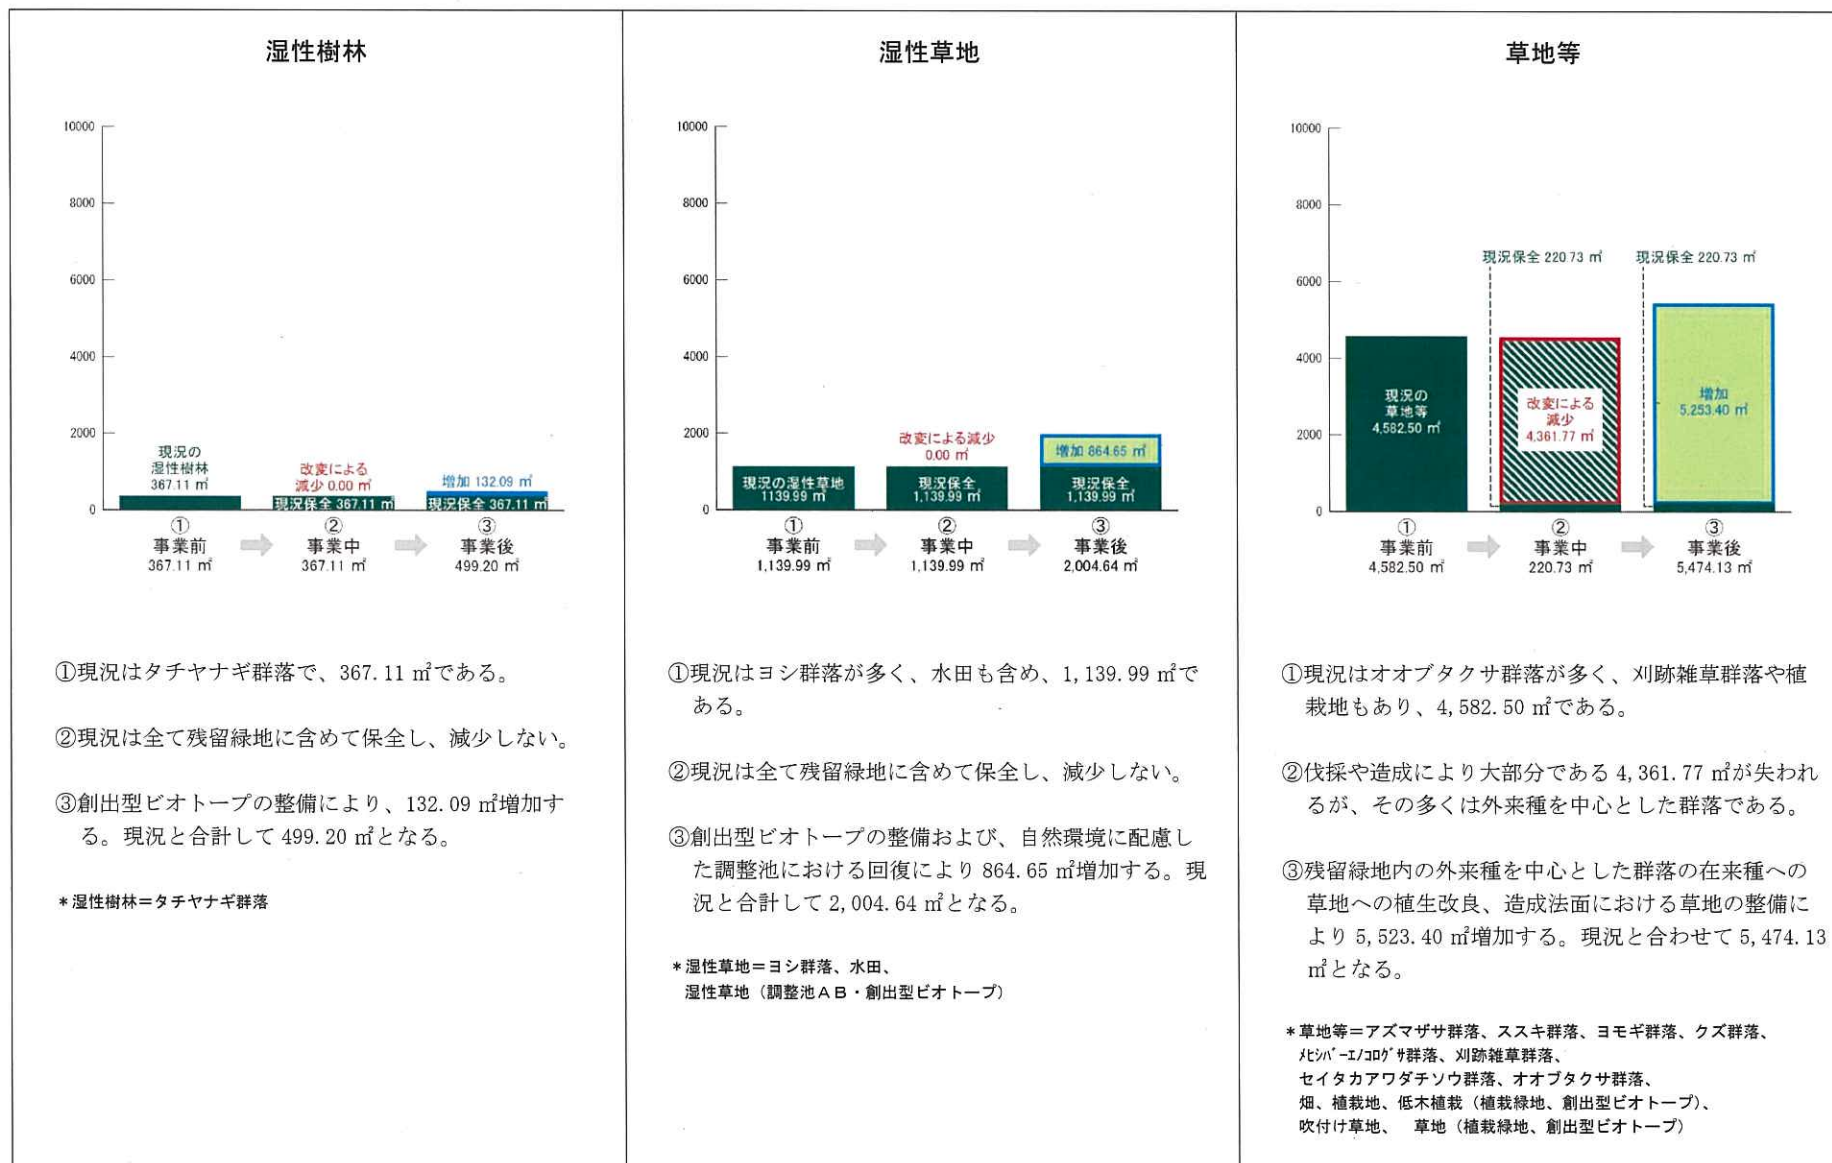 湿性樹林
10000
8000
6000
4000
2000
0
現況の
湿性樹林
367.11 ㎡
改変による
減少 0.00 ㎡
現況保全 367.11 ㎡
増加 132.09 ㎡
現況保全 367.11 ㎡
①
事業前
367.11 ㎡
②
事業中
367.11 ㎡
③
事業後
499.20 ㎡
①現況はタチヤナギ群落で、367.11 ㎡である。
②現況は全て残留緑地に含めて保全し、減少しない。
③創出型ビオトープの整備により、132.09 ㎡増加す
る。現況と合計して 499.20 ㎡となる。
*湿性樹林＝タチヤナギ群落
湿性草地
10000
8000
6000
4000
2000
0
現況の湿性草地
1139.99 ㎡
改変による減少
0.00 ㎡
現況保全
1,139.99 ㎡
増加 864.65 ㎡
現況保全
1,139.99 ㎡
①
事業前
1,139.99 ㎡
②
事業中
1,139.99 ㎡
③
事業後
2,004.64 ㎡
①現況はヨシ群落が多く、水田も含め、1,139.99 ㎡で
ある。
②現況は全て残留緑地に含めて保全し、減少しない。
③創出型ビオトープの整備および、自然環境に配慮し
た調整池における回復により 864.65 ㎡増加する。現
況と合計して 2,004.64 ㎡となる。
*湿性草地＝ヨシ群落、水田、
湿性草地（調整池ＡＢ・創出型ビオトープ）
草地等
10000
8000
6000
4000
2000
0
現況保全 220.73 ㎡
現況保全 220.73 ㎡
現況の
草地等
4,582.50 ㎡
改変による
減少
4,361.77 ㎡
増加
5,253.40 ㎡
①
事業前
4,582.50 ㎡
②
事業中
220.73 ㎡
③
事業後
5,474.13 ㎡
①現況はオオブタクサ群落が多く、刈跡雑草群落や植
栽地もあり、4,582.50 ㎡である。
②伐採や造成により大部分である 4,361.77 ㎡が失われ
るが、その多くは外来種を中心とした群落である。
③残留緑地内の外来種を中心とした群落の在来種への
草地への植生改良、造成法面における草地の整備に
より 5,523.40 ㎡増加する。現況と合わせて 5,474.13
㎡となる。
*草地等＝アズマザサ群落、ススキ群落、ヨモギ群落、クズ群落、
ﾒﾋｼﾊﾞｰｴﾉｺﾛｸﾞｻ群落、刈跡雑草群落、
セイタカアワダチソウ群落、オオブタクサ群落、
畑、植栽地、低木植栽（植栽緑地、創出型ビオトープ）、
吹付け草地、　草地（植栽緑地、創出型ビオトープ）